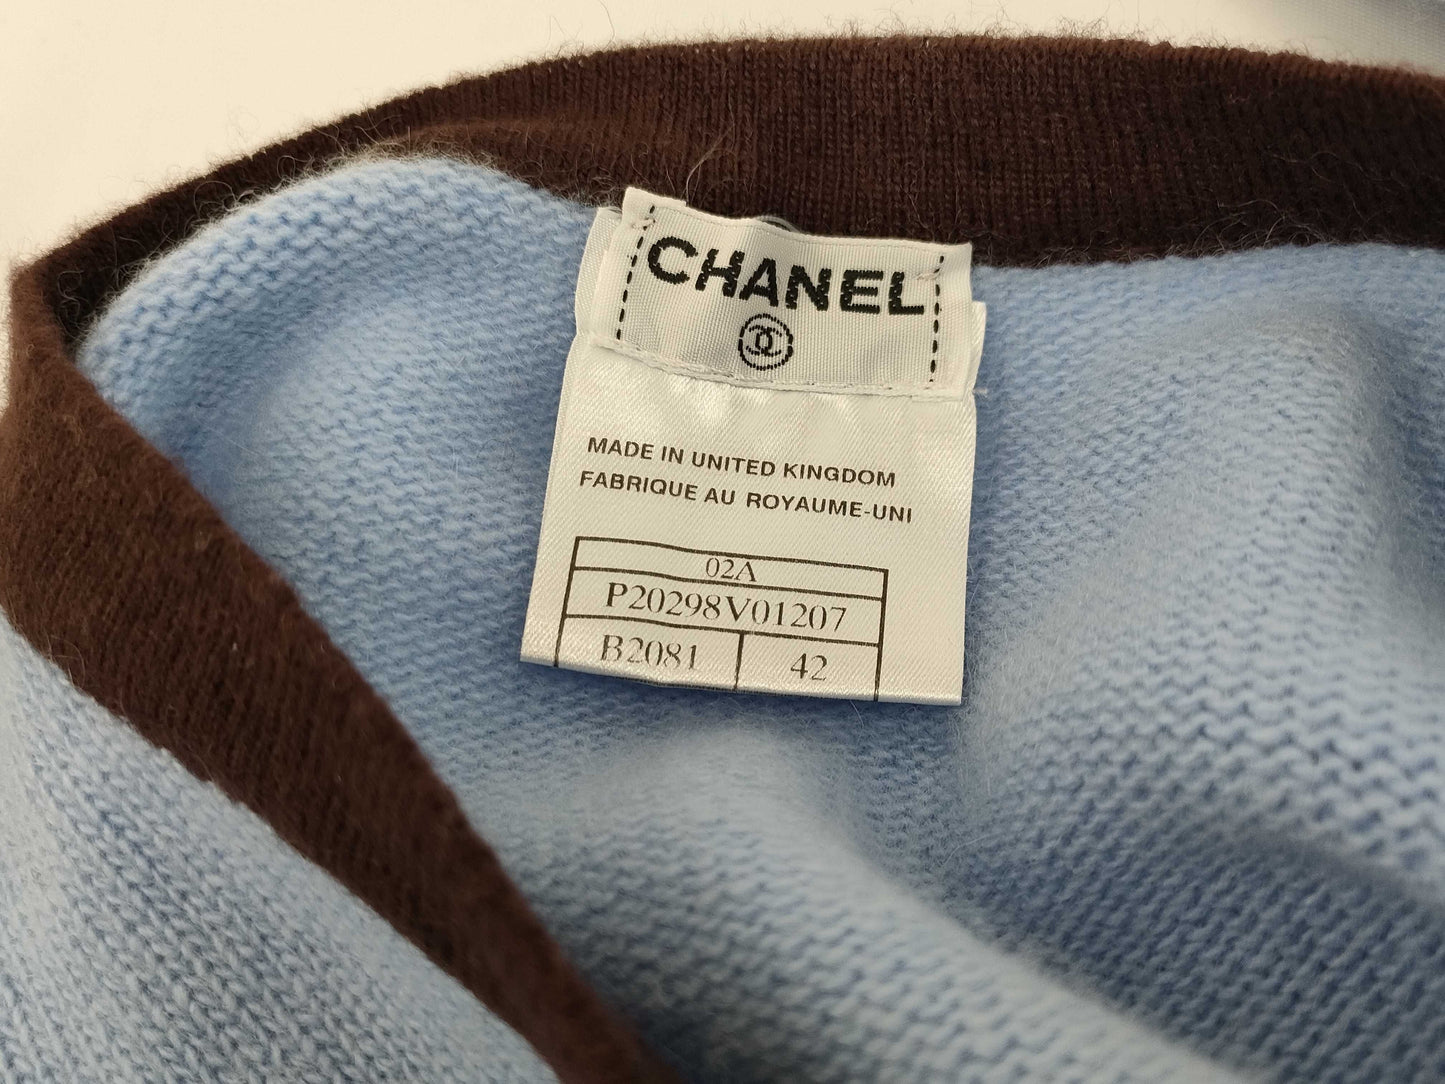 CHANEL
MADE IN UNITED KINGDOM
FABRIQUE AU ROYAUME-UNI
02A
P20298V01207
B2081 42